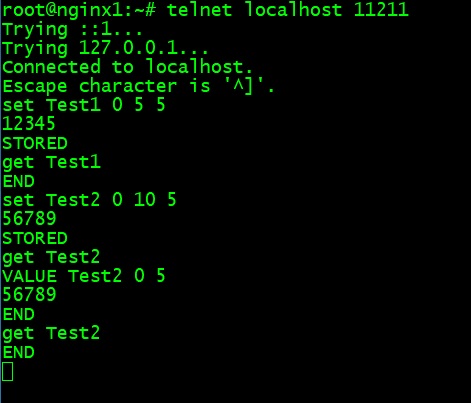 root@nginx1:~# telnet localhost 11211
Trying ::1...
Trying 127.0.0.1...
Connected to localhost.
Escape character is '^]'.
set Test1 0 5 5
12345
STORED
get Test1
END
set Test2 0 10 5
56789
STORED
get Test2
VALUE Test2 0 5
56789
END
get Test2
END